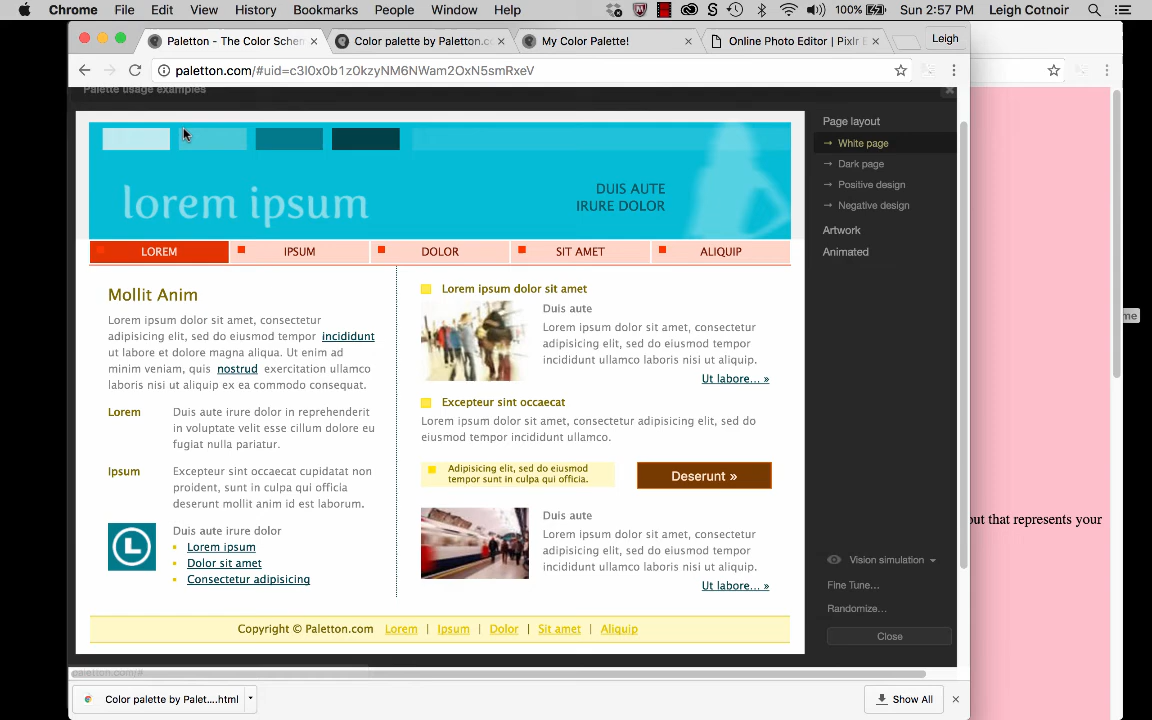 Chrome File Edit View History Bookmarks People Window Help 100% Sun 2:57 PM Leigh Cotnoir
Paletton - The Color Schem Color palette by Paletton.co My Color Palette! Online Photo Editor | Pixlr E Leigh
paletton.com/#uid=c3l0x0b1z0kzyNM6NWam2OxN5smRxeV
Palette usage examples
Page layout
→ White page
→ Dark page
→ Positive design
→ Negative design
Artwork
Animated
lorem ipsum
DUIS AUTE
IRURE DOLOR
LOREM IPSUM DOLOR SIT AMET ALIQUIP
Mollit Anim
Lorem ipsum dolor sit amet, consectetur
adipisicing elit, sed do eiusmod tempor incididunt
ut labore et dolore magna aliqua. Ut enim ad
minim veniam, quis nostrud exercitation ullamco
laboris nisi ut aliquip ex ea commodo consequat.
Lorem Duis aute irure dolor in reprehenderit
in voluptate velit esse cillum dolore eu
fugiat nulla pariatur.
Ipsum Excepteur sint occaecat cupidatat non
proident, sunt in culpa qui officia
deserunt mollit anim id est laborum.
Duis aute irure dolor
Lorem ipsum
Dolor sit amet
Consectetur adipisicing
Lorem ipsum dolor sit amet
Duis aute
Lorem ipsum dolor sit amet, consectetur
adipisicing elit, sed do eiusmod tempor
incididunt ullamco laboris nisi ut aliquip.
Ut labore... »
Excepteur sint occaecat
Lorem ipsum dolor sit amet, consectetur adipisicing elit, sed do
eiusmod tempor incididunt ullamco.
Adipisicing elit, sed do eiusmod
tempor sunt in culpa qui officia.
Deserunt »
Duis aute
Lorem ipsum dolor sit amet, consectetur
adipisicing elit, sed do eiusmod tempor
incididunt ullamco laboris nisi ut aliquip.
Ut labore... »
Copyright © Paletton.com Lorem | Ipsum | Dolor | Sit amet | Aliquip
Vision simulation
Fine Tune...
Randomize...
Close
paletton.com/#
Color palette by Palet....html
Show All
me
out that represents your